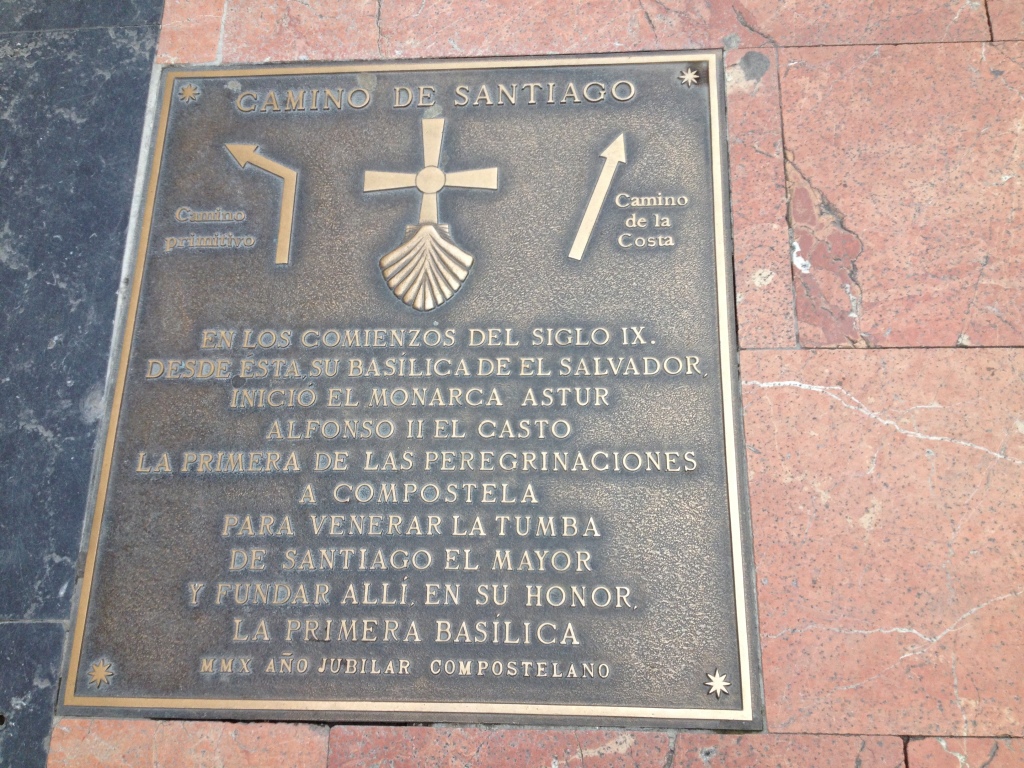 CAMINO DE SANTIAGO
Camino
primitivo
Camino
de la
Costa
EN LOS COMIENZOS DEL SIGLO IX.
DESDE ESTA, SU BASÍLICA DE EL SALVADOR,
INICIÓ EL MONARCA ASTUR
ALFONSO II EL CASTO
LA PRIMERA DE LAS PEREGRINACIONES
A COMPOSTELA
PARA VENERAR LA TUMBA
DE SANTIAGO EL MAYOR
Y FUNDAR ALLÍ, EN SU HONOR,
LA PRIMERA BASÍLICA
MMX AÑO JUBILAR COMPOSTELANO